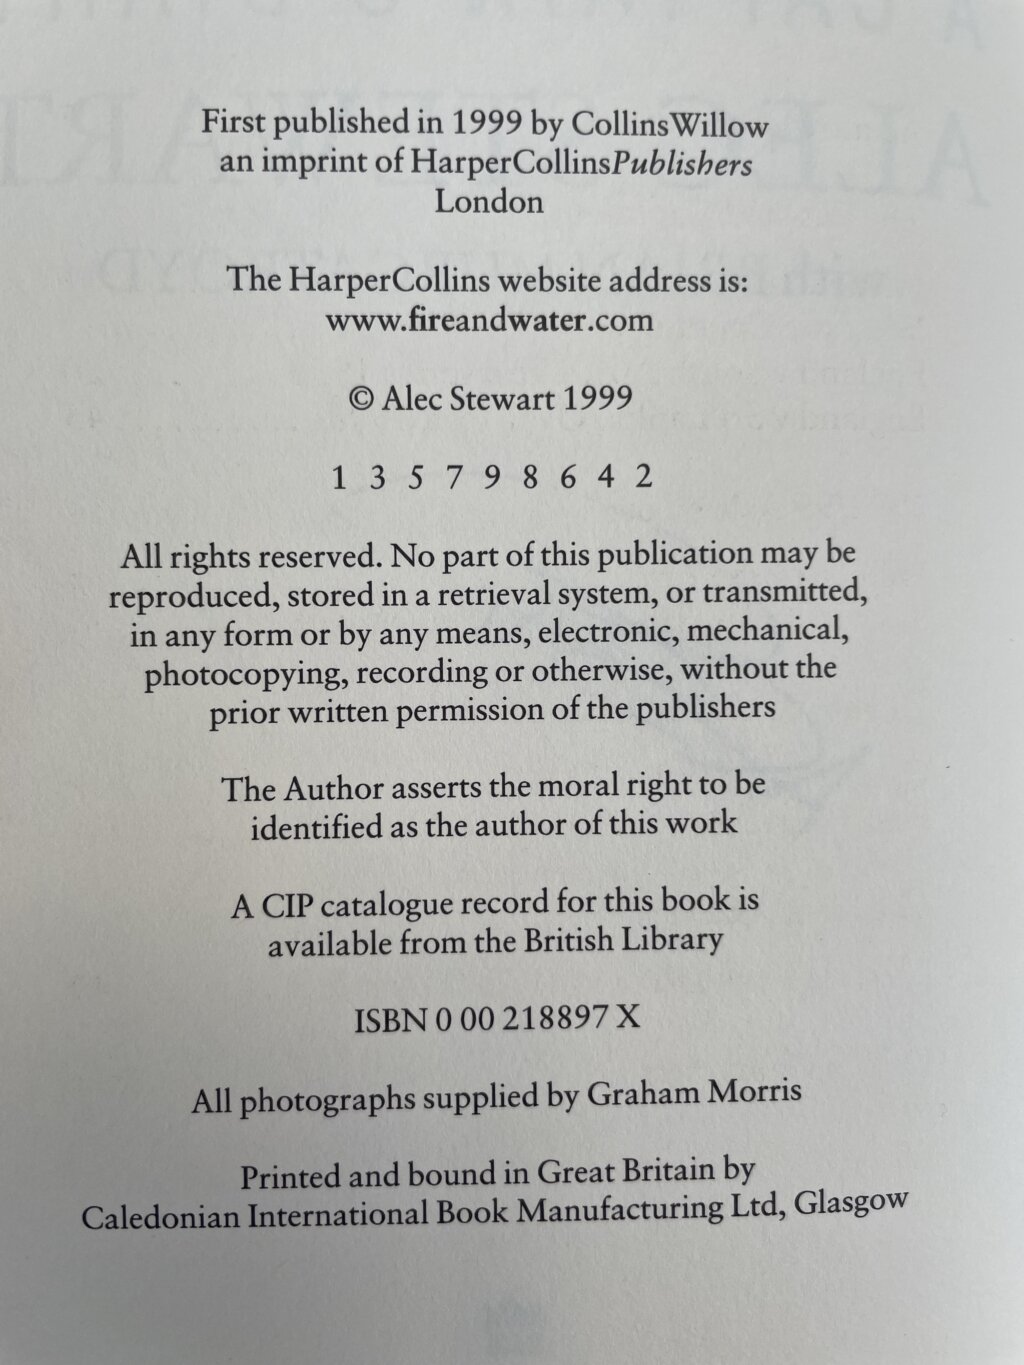 First published in 1999 by CollinsWillow
an imprint of HarperCollinsPublishers
London
The HarperCollins website address is:
www.fireandwater.com
© Alec Stewart 1999
1 3 5 7 9 8 6 4 2
All rights reserved. No part of this publication may be
reproduced, stored in a retrieval system, or transmitted,
in any form or by any means, electronic, mechanical,
photocopying, recording or otherwise, without the
prior written permission of the publishers
The Author asserts the moral right to be
identified as the author of this work
A CIP catalogue record for this book is
available from the British Library
ISBN 0 00 218897 X
All photographs supplied by Graham Morris
Printed and bound in Great Britain by
Caledonian International Book Manufacturing Ltd, Glasgow